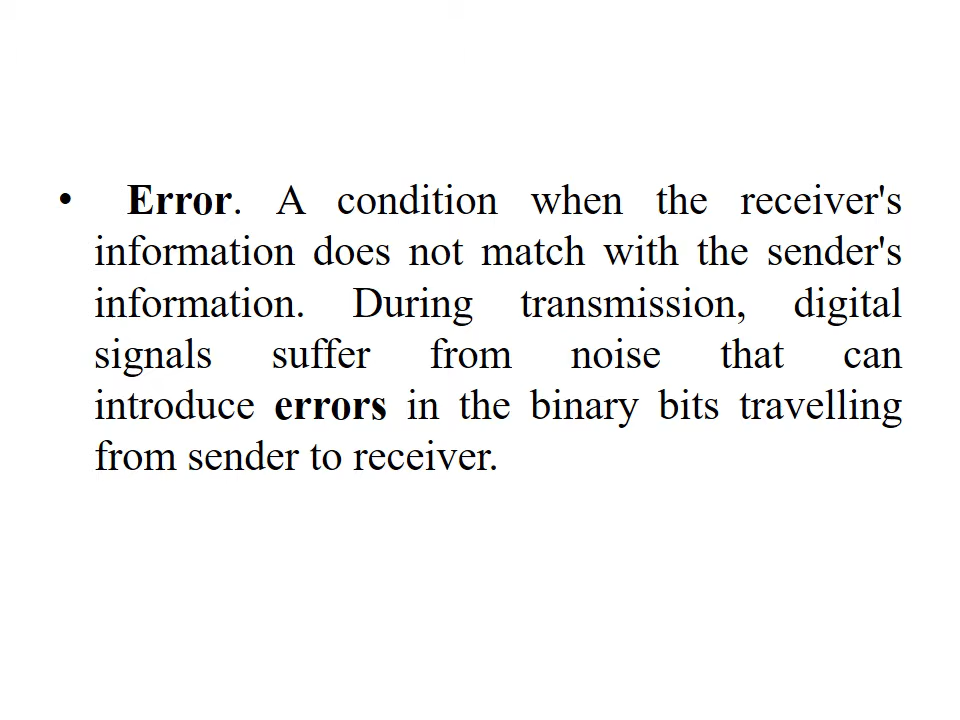 • Error. A condition when the receiver's
information does not match with the sender's
information. During transmission, digital
signals suffer from noise that can
introduce errors in the binary bits travelling
from sender to receiver.